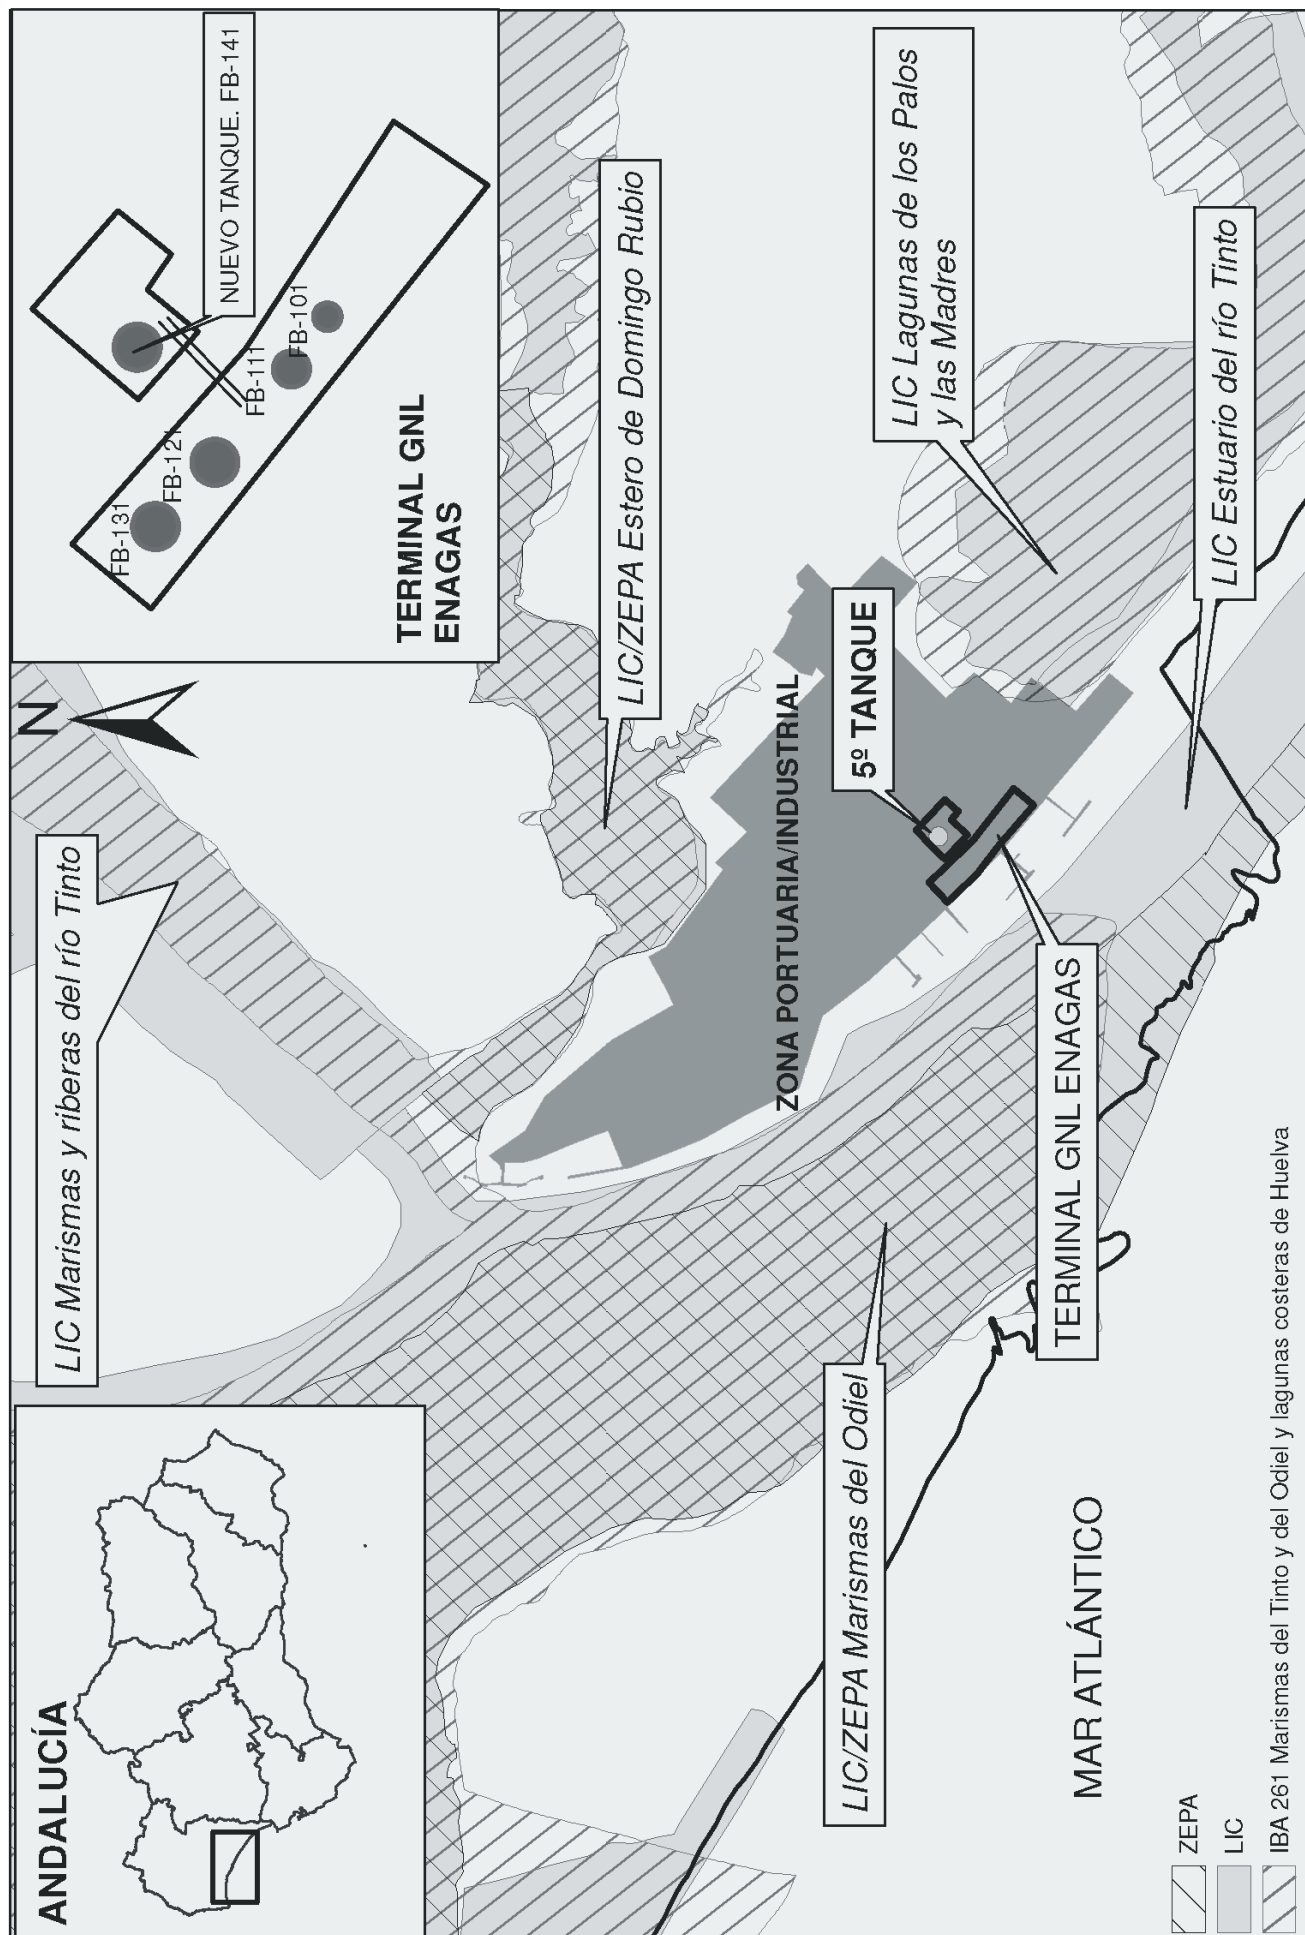 ANDALUCÍA
LIC Marismas y riberas del río Tinto
N
NUEVO TANQUE. FB-141
FB-131
FB-121
FB-111
FB-101
TERMINAL GNL
ENAGAS
LIC/ZEPA Estero de Domingo Rubio
ZONA PORTUARIA/INDUSTRIAL
5º TANQUE
LIC Lagunas de los Palos
y las Madres
LIC/ZEPA Marismas del Odiel
TERMINAL GNL ENAGAS
LIC Estuario del río Tinto
MAR ATLÁNTICO
ZEPA
LIC
IBA 261 Marismas del Tinto y del Odiel y lagunas costeras de Huelva